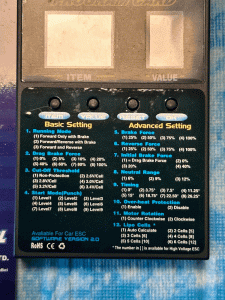 PROGRAM CARD
ITEM VALUE
Basic Setting
1. Running Mode
(1) Forward Only with Brake
(2) Forward/Reverse with Brake
(3) Forward and Reverse
2. Drag Brake Force
(1) 0% (2) 5% (3) 10% (4) 20%
(5) 40% (6) 60% (7) 80% (8) 100%
3. Cut-Off Threshold
(1) Non-Protection (2) 2.6V/Cell
(3) 2.8V/Cell (4) 3.0V/Cell
(5) 3.2V/Cell (6) 3.4V/Cell
4. Start Mode(Punch)
(1) Level1 (2) Level2 (3) Level3
(4) Level4 (5) Level5 (6) Level6
(7) Level7 (8) Level8 (9) Level9
Available For Car ESC
SOFTWARE VERSION
RoHS CE
Advanced Setting
5. Brake Force
(1) 25% (2) 50% (3) 75% (4) 100%
6. Reverse Force
(1) 25% (2) 50% (3) 75% (4) 100%
7. Initial Brake Force
(1) = Drag Brake Force (2) 0%
(3) 20% (4) 40%
8. Neutral Range
(1) 6% (2) 9% (3) 12%
9. Timing
(1) 0° (2) 3.75° (3) 7.5° (4) 11.25°
(5) 15° (6) 18.75° (7) 22.5° (8) 26.25°
10. Over-heat Protection
(1) Enable (2) Disable
11. Motor Rotation
(1) Counter Clockwise (2) Clockwise
12. Lipo Cells *
(1) Auto Calculate (2) 2 Cells [5]
(3) 3 Cells [6] (4) 4 Cells [8]
(5) 5 Cells [10] (6) 6 Cells [12]
* The number in [ ] is available for High Voltage ESC